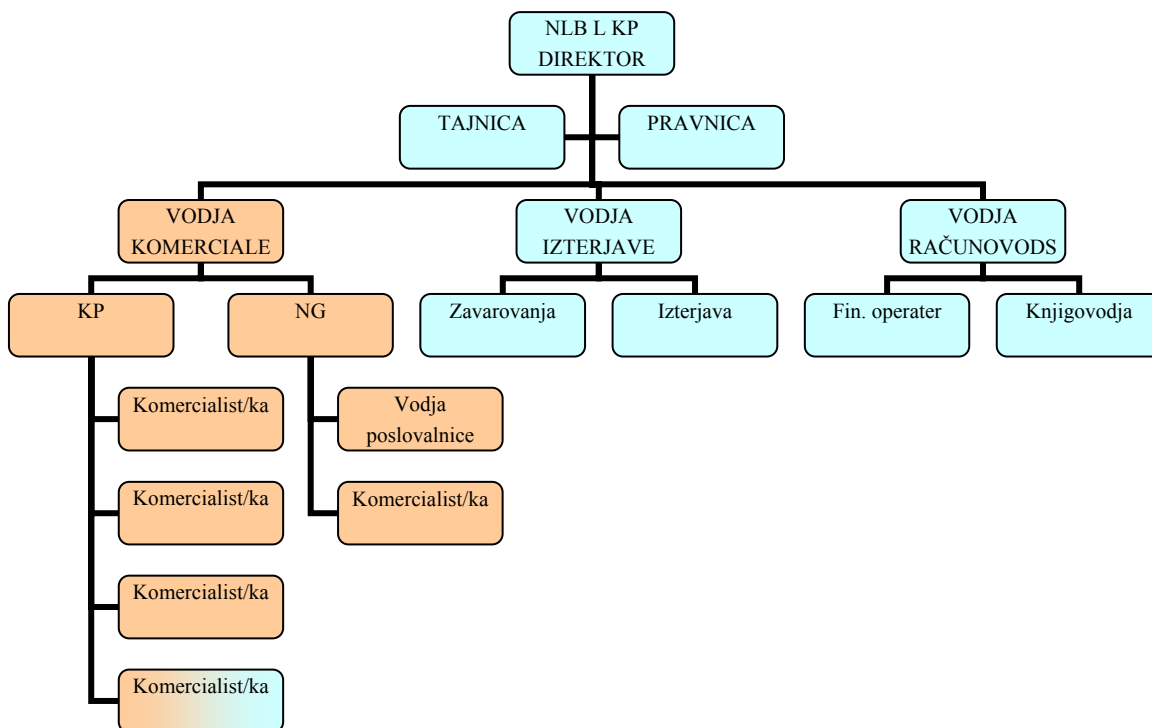 NLB L KP
DIREKTOR
TAJNICA
PRAVNICA
VODJA
KOMERCIALE
VODJA
IZTERJAVE
VODJA
RAČUNOVODS
KP
NG
Zavarovanja
Izterjava
Fin. operater
Knjigovodja
Komercialist/ka
Vodja
poslovalnice
Komercialist/ka
Komercialist/ka
Komercialist/ka
Komercialist/ka